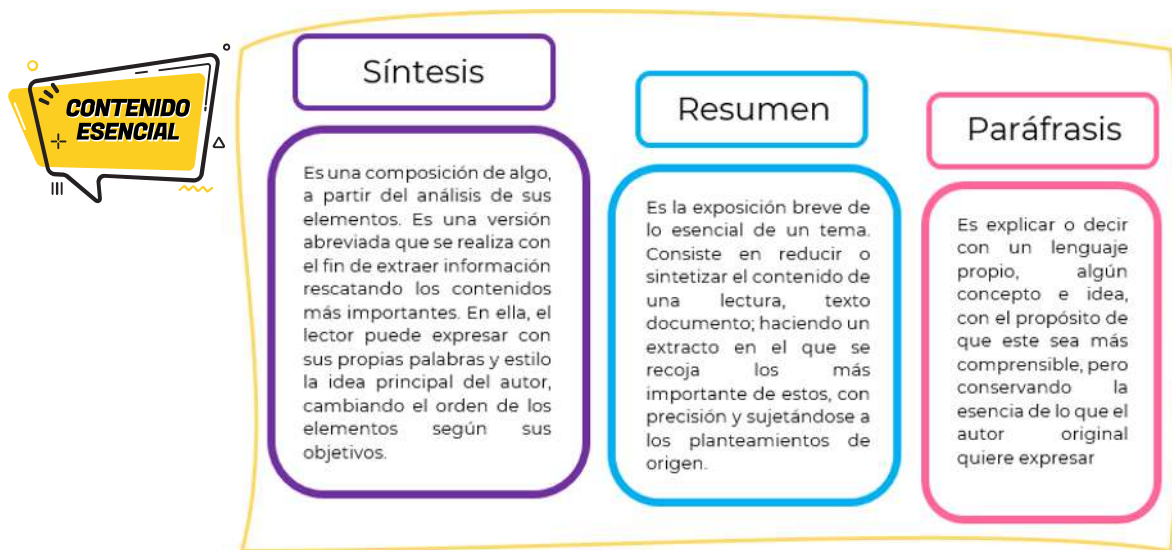 CONTENIDO
ESENCIAL
Síntesis
Es una composición de algo,
a partir del análisis de sus
elementos. Es una versión
abreviada que se realiza con
el fin de extraer información
rescatando los contenidos
más importantes. En ella, el
lector puede expresar con
sus propias palabras y estilo
la idea principal del autor,
cambiando el orden de los
elementos según sus
objetivos.
Resumen
Es la exposición breve de
lo esencial de un tema.
Consiste en reducir o
sintetizar el contenido de
una lectura, texto
documento; haciendo un
extracto en el que se
recoja los más
importante de estos, con
precisión y sujetándose a
los planteamientos de
origen.
Paráfrasis
Es explicar o decir
con un lenguaje
propio, algún
concepto e idea,
con el propósito de
que este sea más
comprensible, pero
conservando la
esencia de lo que el
autor original
quiere expresar